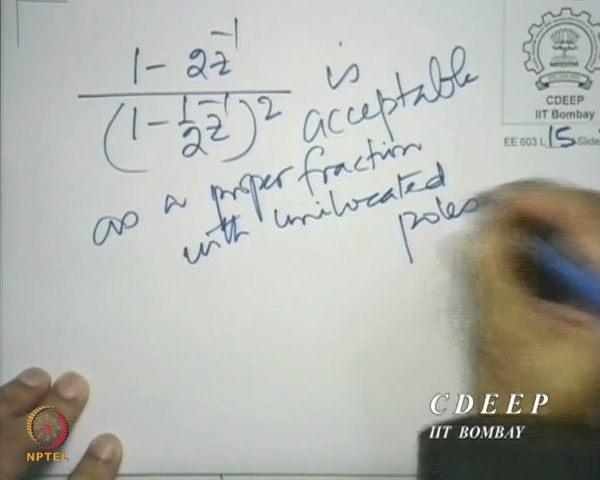 1 - 2z^-1
(1 - 1/2 z^-1)^2
is
acceptable
as a proper fraction
with unilocated
poles
CDEEP
IIT Bombay
EE 603 L 15 Slide
CDEEP
IIT BOMBAY
NPTEL